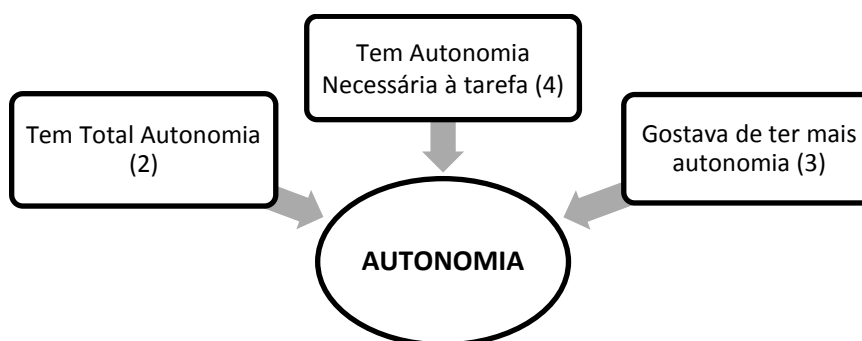 Tem Autonomia
Necessária à tarefa (4)
Tem Total Autonomia
(2)
Gostava de ter mais
autonomia (3)
AUTONOMIA